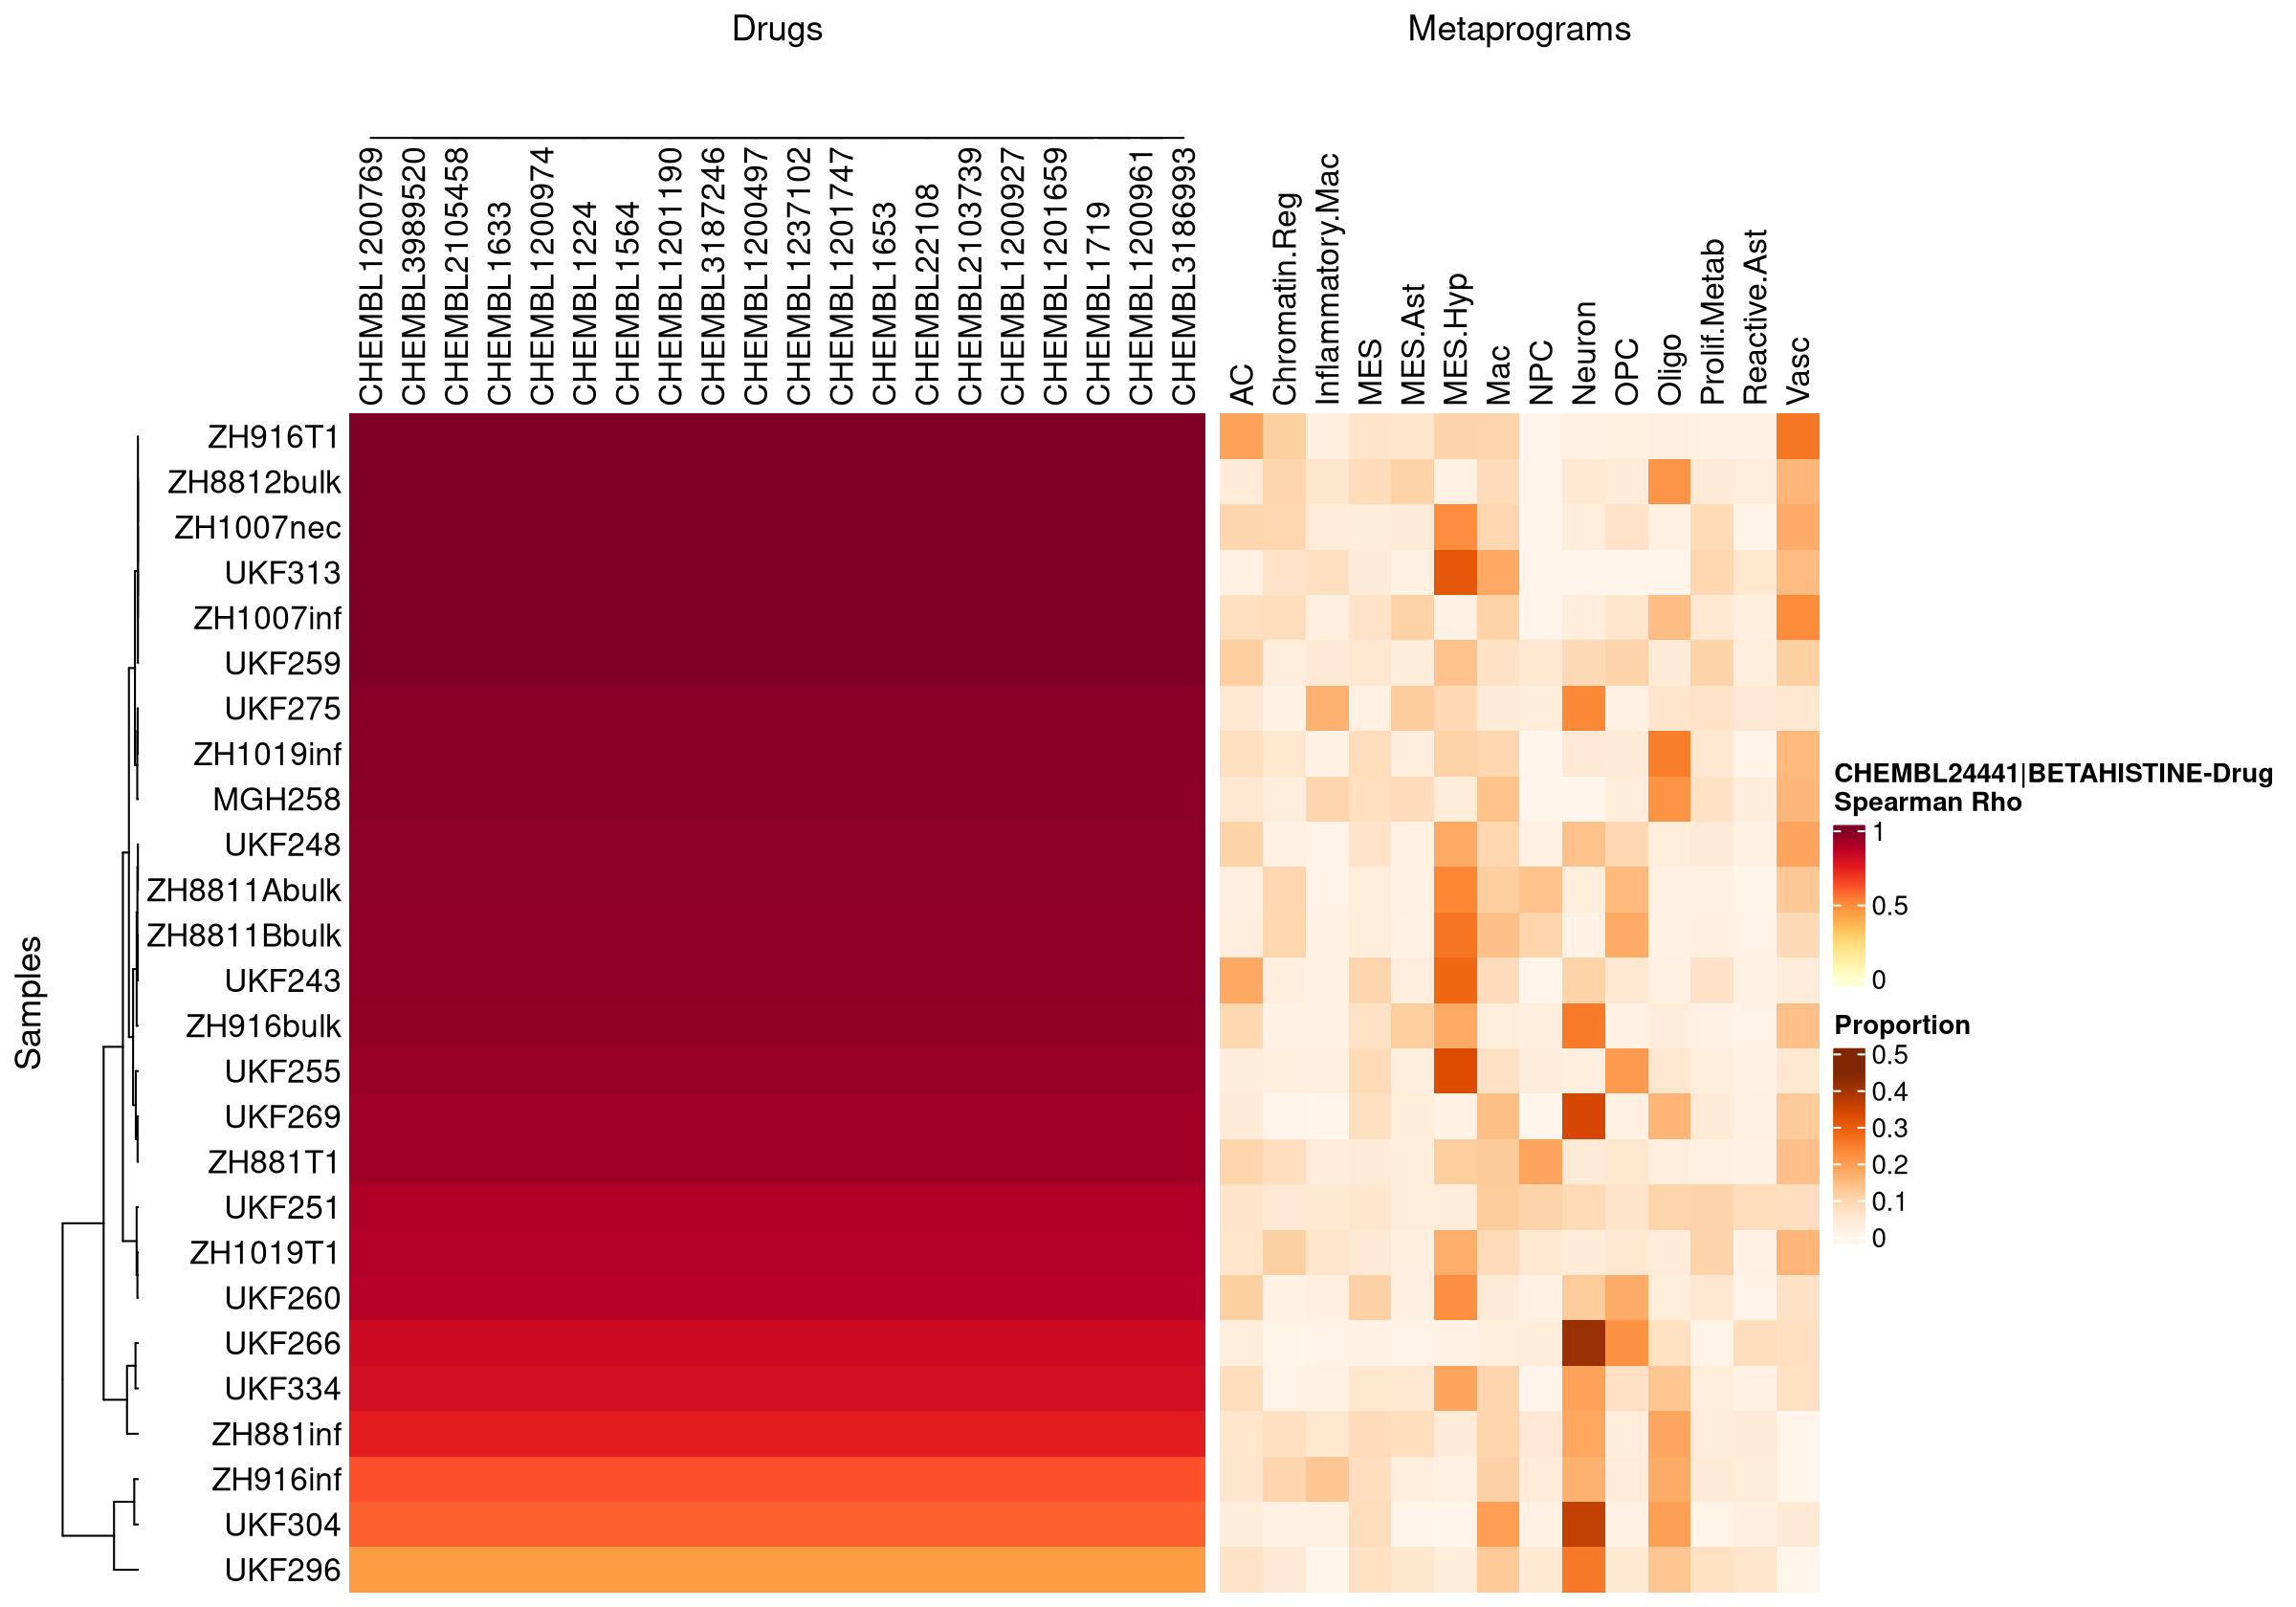 Drugs
Metaprograms
CHEMBL1200769
CHEMBL3989520
CHEMBL2105458
CHEMBL1633
CHEMBL1200974
CHEMBL1224
CHEMBL1564
CHEMBL1201190
CHEMBL3187246
CHEMBL1200497
CHEMBL1237102
CHEMBL1201747
CHEMBL1653
CHEMBL22108
CHEMBL2103739
CHEMBL1200927
CHEMBL1201659
CHEMBL1719
CHEMBL1200961
CHEMBL3186993
AC
Chromatin.Reg
Inflammatory.Mac
MES
MES.Ast
MES.Hyp
Mac
NPC
Neuron
OPC
Oligo
Prolif.Metab
Reactive.Ast
Vasc
Samples
ZH916T1
ZH8812bulk
ZH1007nec
UKF313
ZH1007inf
UKF259
UKF275
ZH1019inf
MGH258
UKF248
ZH8811Abulk
ZH8811Bbulk
UKF243
ZH916bulk
UKF255
UKF269
ZH881T1
UKF251
ZH1019T1
UKF260
UKF266
UKF334
ZH881inf
ZH916inf
UKF304
UKF296
CHEMBL24441|BETAHISTINE-Drug
Spearman Rho
1
0.5
0
Proportion
0.5
0.4
0.3
0.2
0.1
0